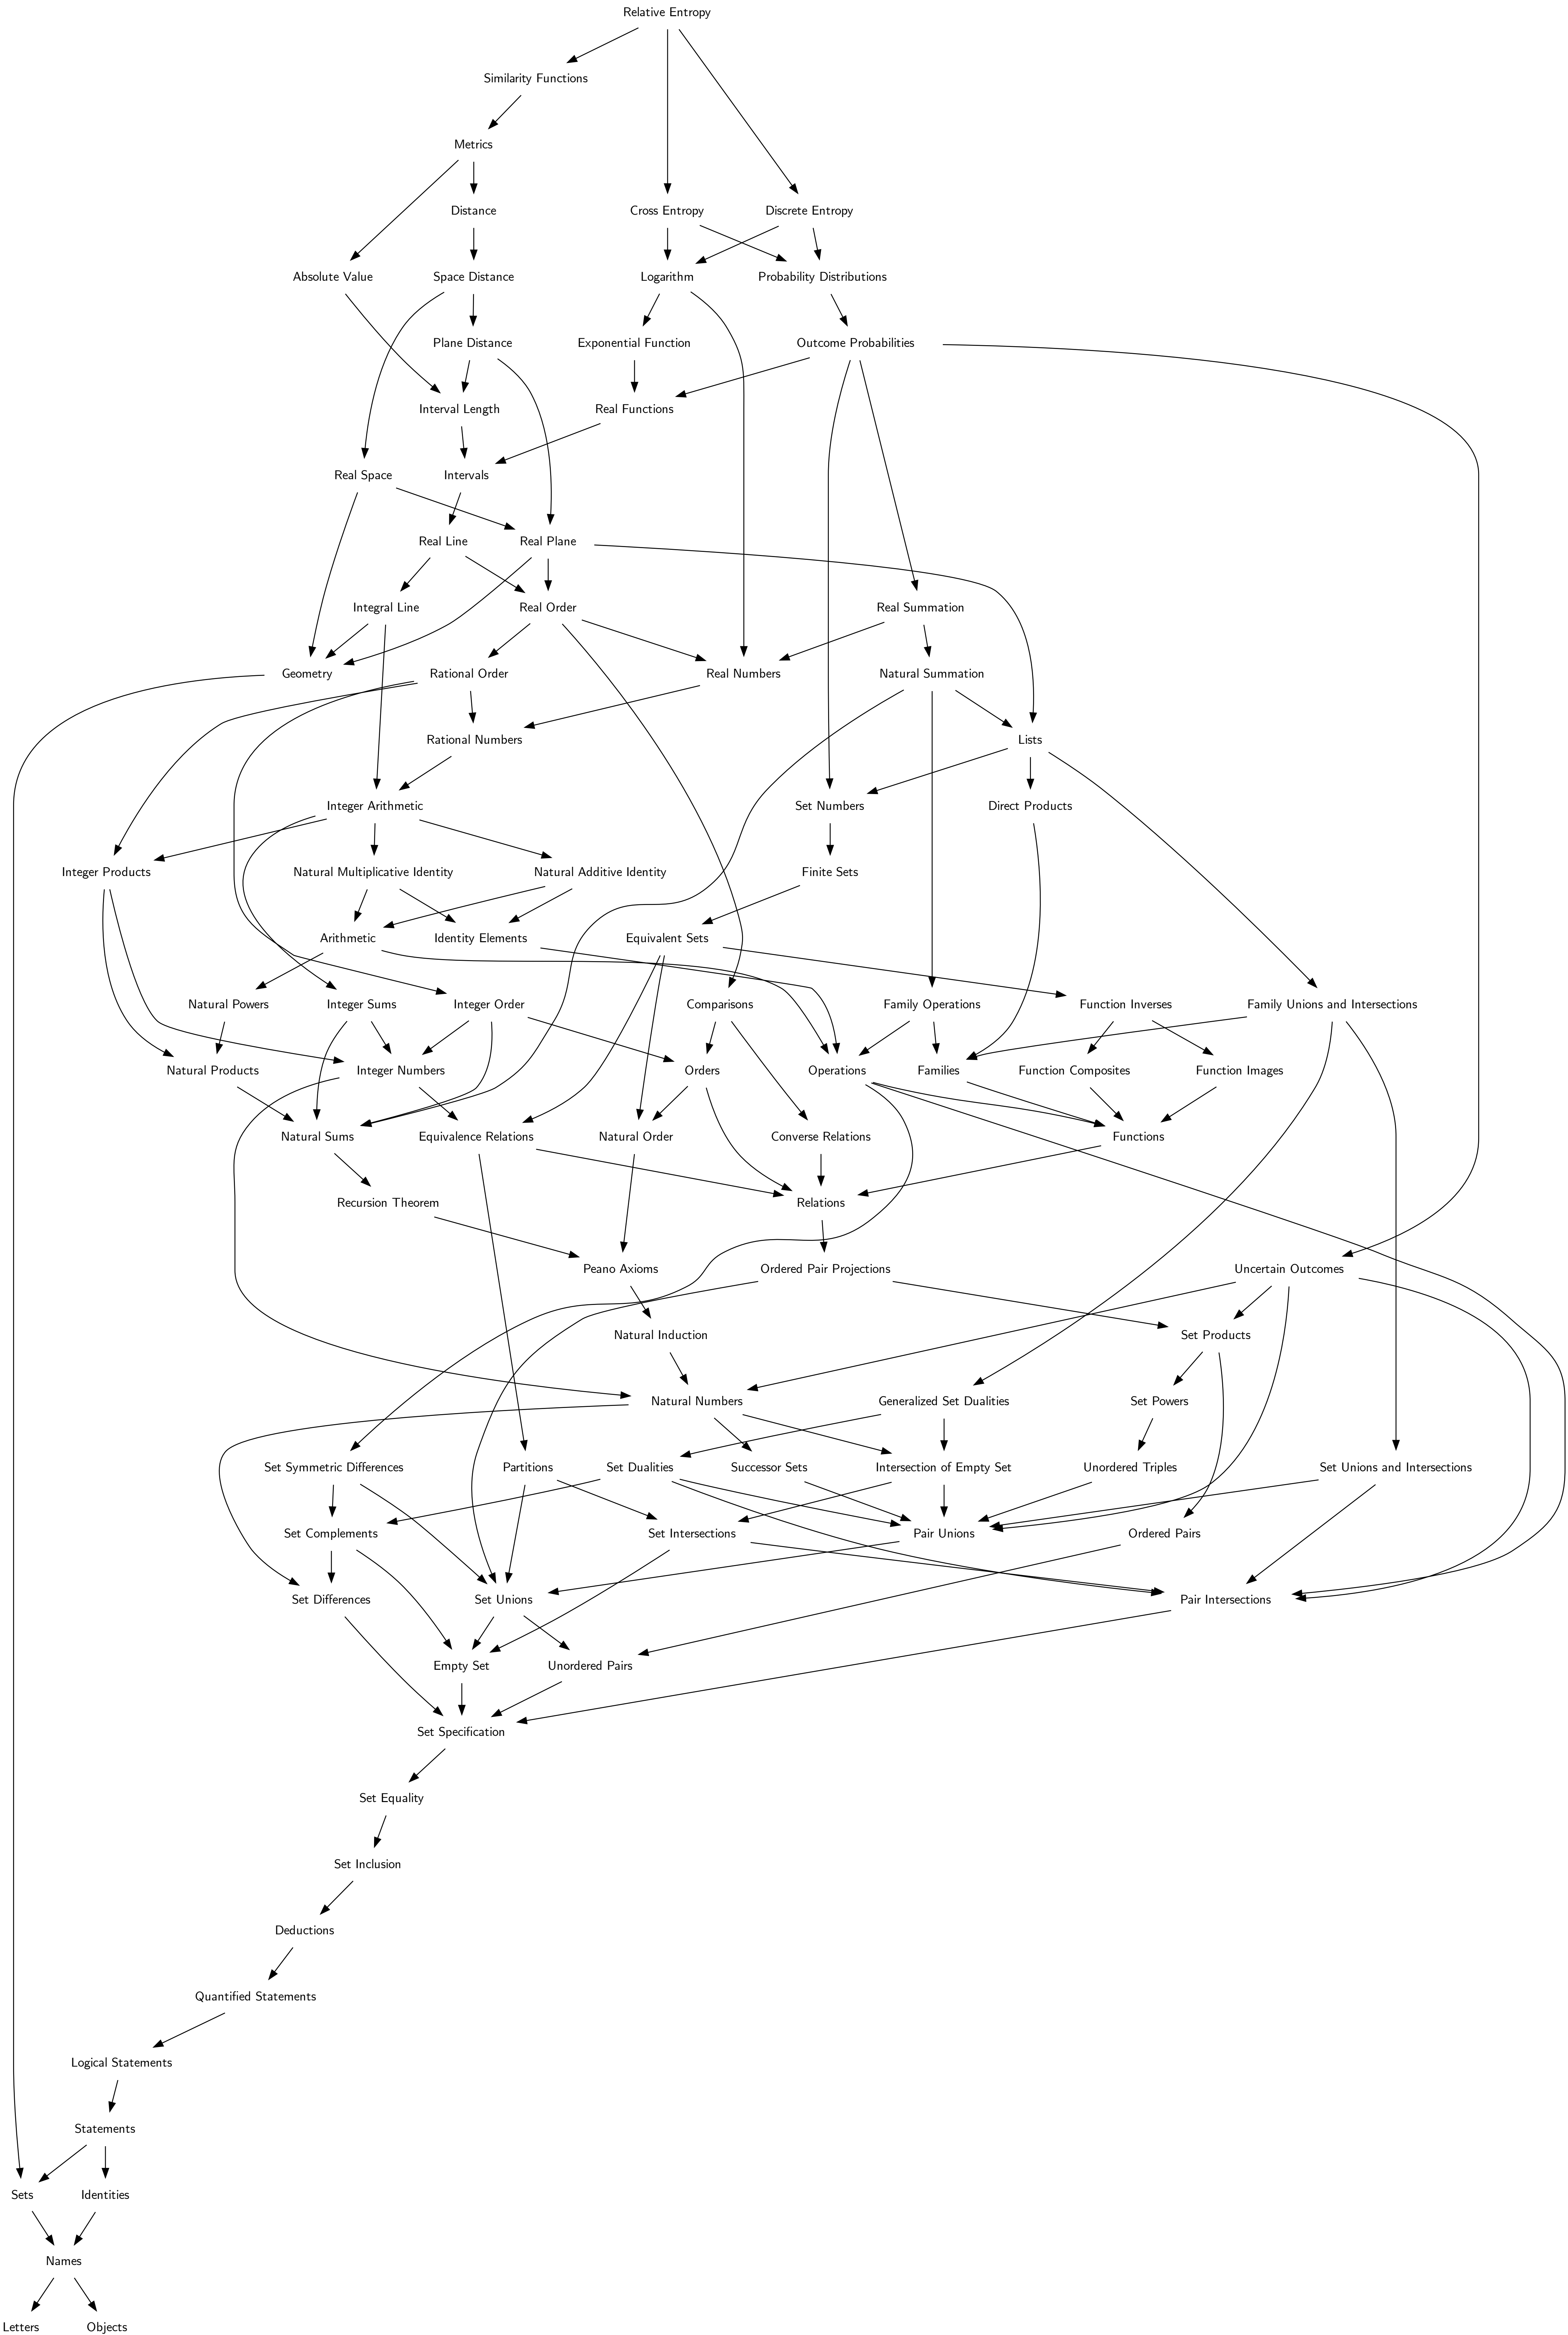 Relative Entropy
Similarity Functions
Metrics
Distance
Cross Entropy
Discrete Entropy
Absolute Value
Space Distance
Logarithm
Probability Distributions
Plane Distance
Exponential Function
Outcome Probabilities
Interval Length
Real Functions
Real Space
Intervals
Real Line
Real Plane
Integral Line
Real Order
Real Summation
Geometry
Rational Order
Real Numbers
Natural Summation
Rational Numbers
Lists
Integer Arithmetic
Set Numbers
Direct Products
Integer Products
Natural Multiplicative Identity
Natural Additive Identity
Finite Sets
Arithmetic
Identity Elements
Equivalent Sets
Natural Powers
Integer Sums
Integer Order
Comparisons
Family Operations
Function Inverses
Family Unions and Intersections
Natural Products
Integer Numbers
Orders
Operations
Families
Function Composites
Function Images
Natural Sums
Equivalence Relations
Natural Order
Converse Relations
Functions
Recursion Theorem
Relations
Peano Axioms
Ordered Pair Projections
Uncertain Outcomes
Natural Induction
Set Products
Natural Numbers
Generalized Set Dualities
Set Powers
Set Symmetric Differences
Partitions
Set Dualities
Successor Sets
Intersection of Empty Set
Unordered Triples
Set Unions and Intersections
Set Complements
Set Intersections
Pair Unions
Ordered Pairs
Set Differences
Set Unions
Pair Intersections
Empty Set
Unordered Pairs
Set Specification
Set Equality
Set Inclusion
Deductions
Quantified Statements
Logical Statements
Statements
Sets
Identities
Names
Letters
Objects